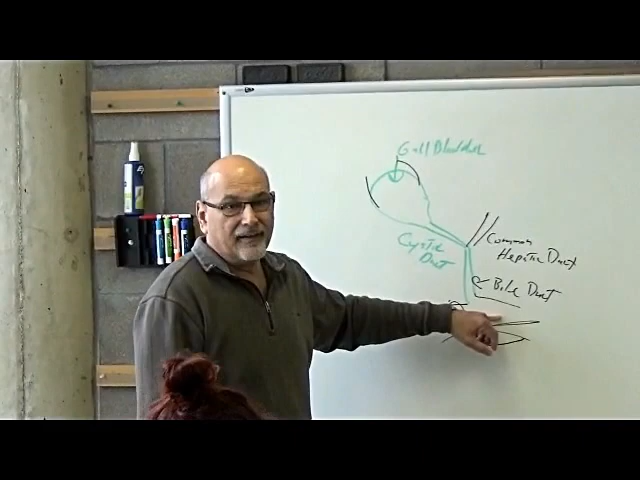 Gall Bladder
Cystic
Duct
Common
Hepatic Duct
Bile Duct